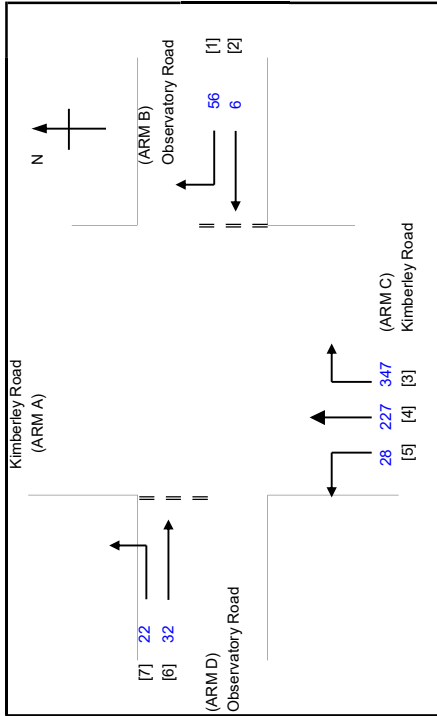 Kimberley Road
(ARM A)
N
[1]
[2]
56
6
(ARM B)
Observatory Road
[7] 22
[6] 32
(ARM D)
Observatory Road
28 227 347
[5] [4] [3]
(ARM C)
Kimberley Road